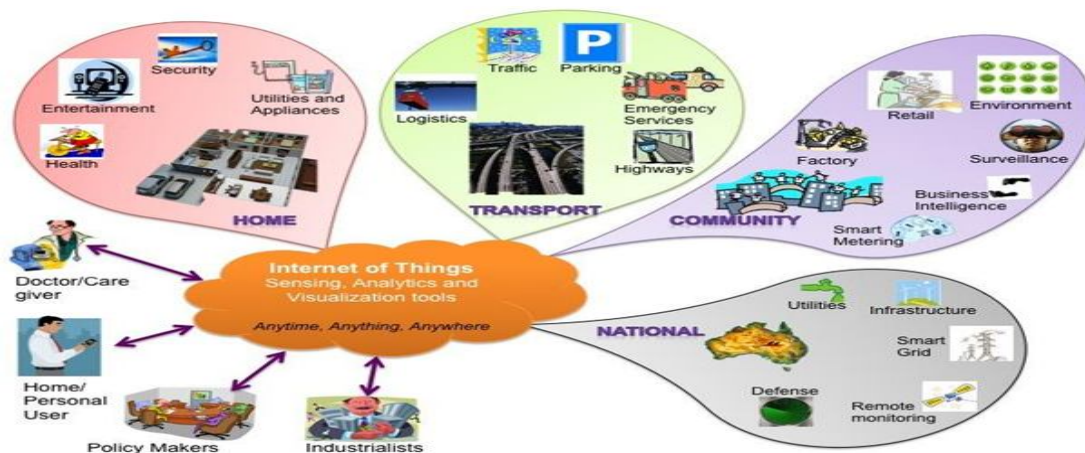 Security
Entertainment
Utilities and
Appliances
Health
HOME
P
Traffic
Parking
Logistics
Emergency
Services
Highways
TRANSPORT
Retail
Environment
Factory
Surveillance
Business
Intelligence
COMMUNITY
Smart
Metering
Internet of Things
Sensing, Analytics and
Visualization tools
Anytime, Anything, Anywhere
NATIONAL
Utilities
Infrastructure
Smart
Grid
Defense
Remote
monitoring
Doctor/Care
giver
Home/
Personal
User
Policy Makers
Industrialists